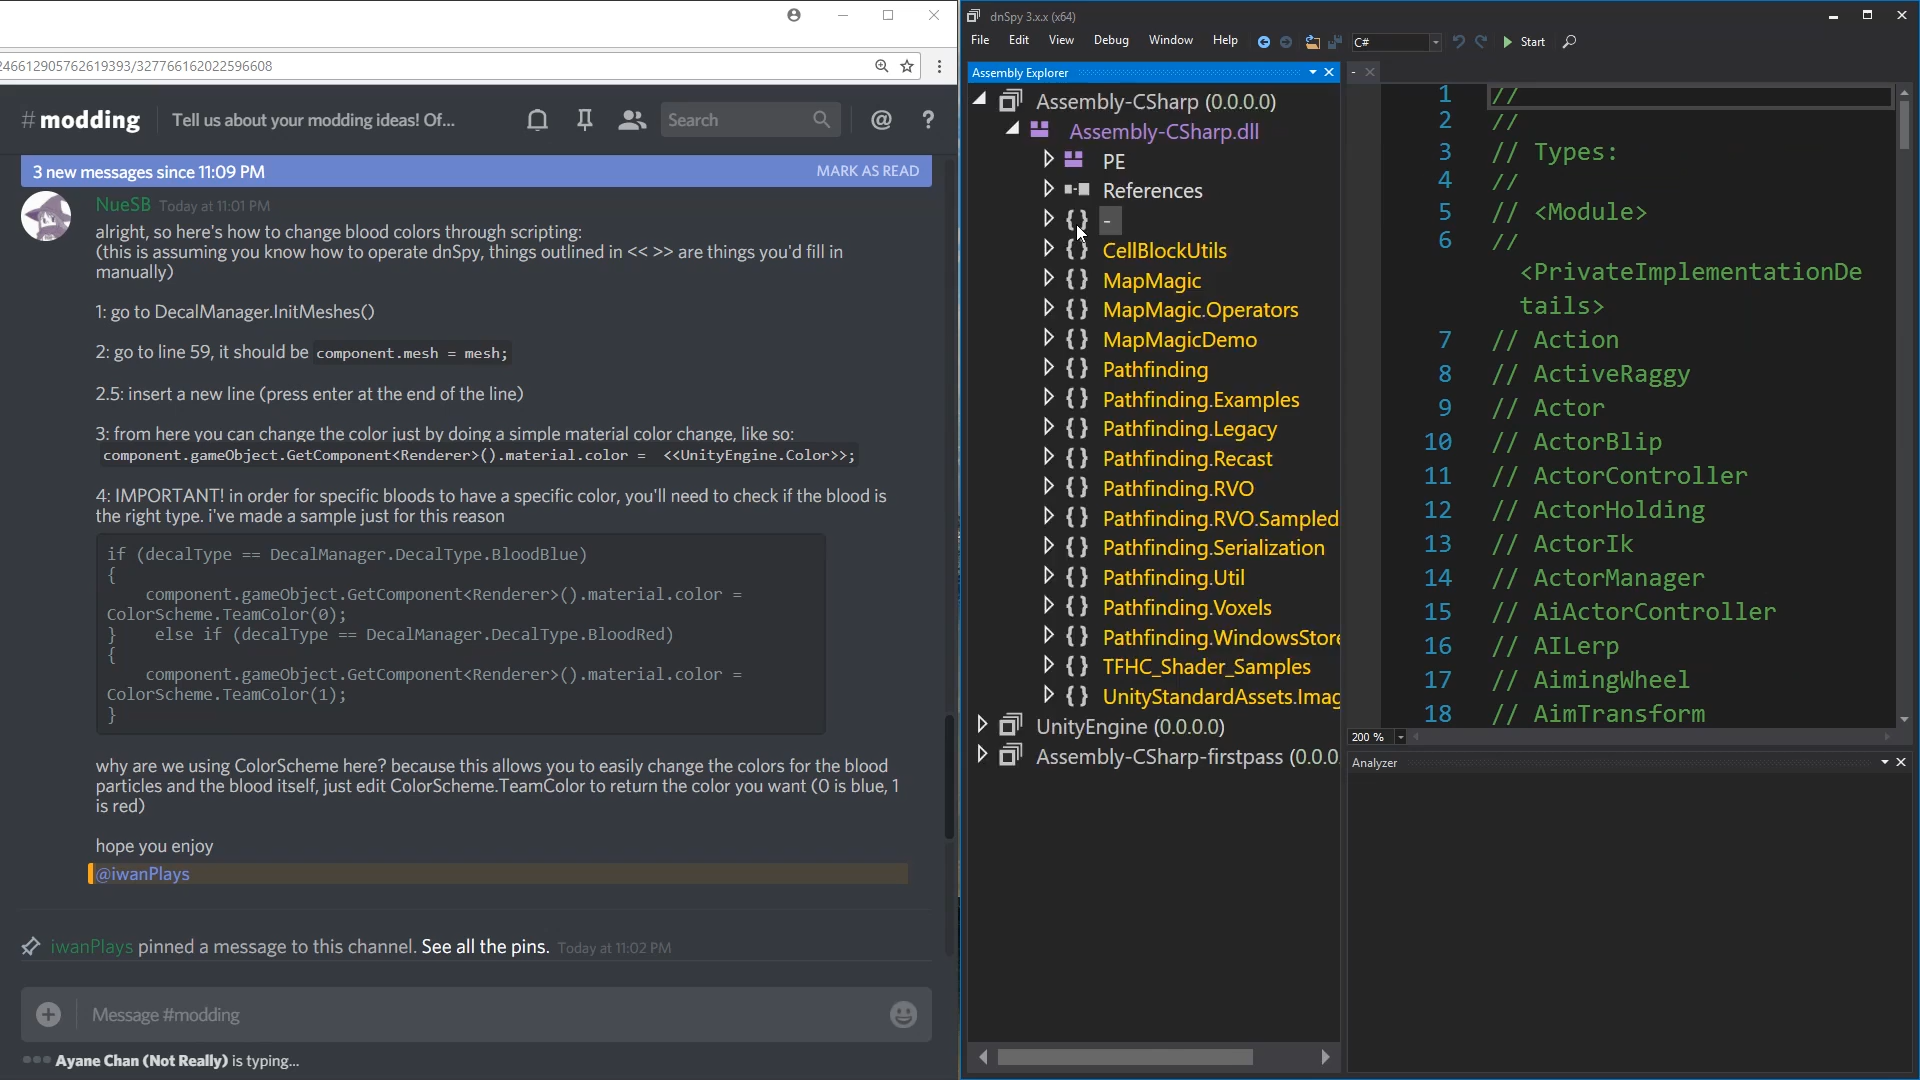 246612905762619393/327766162022596608
#modding
Tell us about your modding ideas! Of...
Search
@
?
3 new messages since 11:09 PM
MARK AS READ
NueSB Today at 11:01 PM
alright, so here's how to change blood colors through scripting:
(this is assuming you know how to operate dnSpy, things outlined in << >> are things you'd fill in
manually)
1: go to DecalManager.InitMeshes()
2: go to line 59, it should be component.mesh = mesh;
2.5: insert a new line (press enter at the end of the line)
3: from here you can change the color just by doing a simple material color change, like so:
component.gameObject.GetComponent<Renderer>().material.color = <<UnityEngine.Color>>;
4: IMPORTANT! in order for specific bloods to have a specific color, you'll need to check if the blood is
the right type. i've made a sample just for this reason
if (decalType == DecalManager.DecalType.BloodBlue)
{
component.gameObject.GetComponent<Renderer>().material.color =
ColorScheme.TeamColor(0);
} else if (decalType == DecalManager.DecalType.BloodRed)
{
component.gameObject.GetComponent<Renderer>().material.color =
ColorScheme.TeamColor(1);
}
why are we using ColorScheme here? because this allows you to easily change the colors for the blood
particles and the blood itself, just edit ColorScheme.TeamColor to return the color you want (0 is blue, 1
is red)
hope you enjoy
@iwanPlays
iwanPlays pinned a message to this channel. See all the pins. Today at 11:02 PM
Message #modding
Ayane Chan (Not Really) is typing...
dnSpy 3.x.x (x64)
File Edit View Debug Window Help C# Start
Assembly Explorer
Assembly-CSharp (0.0.0.0)
Assembly-CSharp.dll
PE
References
{ } -
{ } CellBlockUtils
{ } MapMagic
{ } MapMagic.Operators
{ } MapMagicDemo
{ } Pathfinding
{ } Pathfinding.Examples
{ } Pathfinding.Legacy
{ } Pathfinding.Recast
{ } Pathfinding.RVO
{ } Pathfinding.RVO.Sampled
{ } Pathfinding.Serialization
{ } Pathfinding.Util
{ } Pathfinding.Voxels
{ } Pathfinding.WindowsStore
{ } TFHC_Shader_Samples
{ } UnityStandardAssets.Imag
UnityEngine (0.0.0.0)
Assembly-CSharp-firstpass (0.0.0
-
1 //
2 //
3 // Types:
4 //
5 // <Module>
6 //
<PrivateImplementationDe
tails>
7 // Action
8 // ActiveRaggy
9 // Actor
10 // ActorBlip
11 // ActorController
12 // ActorHolding
13 // ActorIk
14 // ActorManager
15 // AiActorController
16 // AILerp
17 // AimingWheel
18 // AimTransform
200 %
Analyzer